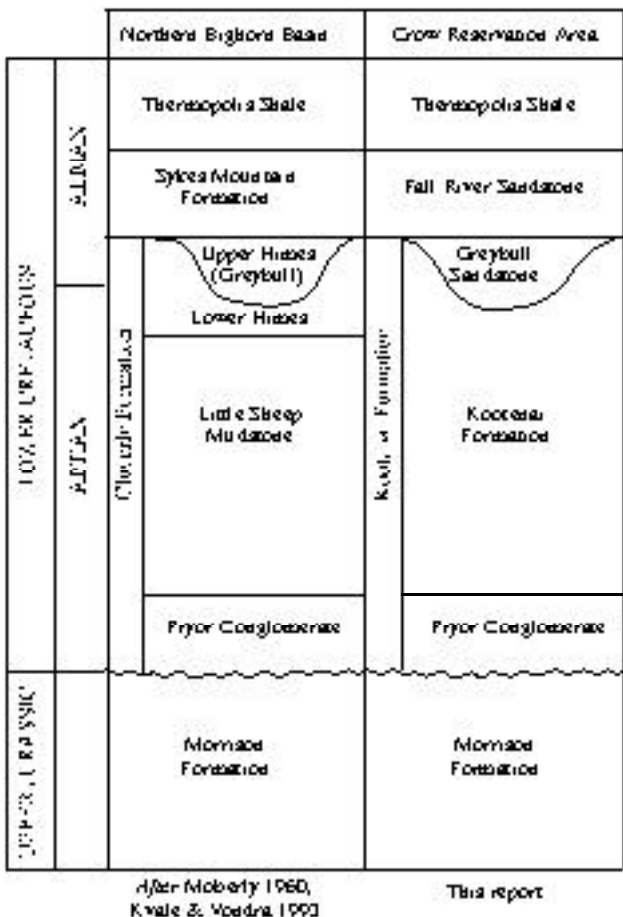 Northern Bighorn Basin
Crow Reservation Area
LOWER CRETACEOUS
ALBIAN
Thermopolis Shale
Thermopolis Shale
Sykes Mountain
Formation
Fall River Sandstone
Upper Himes
(Greybull)
Greybull
Sandstone
APTIAN
Cloverly Formation
Lower Himes
Little Sheep
Mudstone
Kootenai Formation
Kootenai
Formation
Pryor Conglomerate
Pryor Conglomerate
UPPER JURASSIC
Morrison
Formation
Morrison
Formation
After Moberly 1960,
Kvale & Vondra 1993
This report